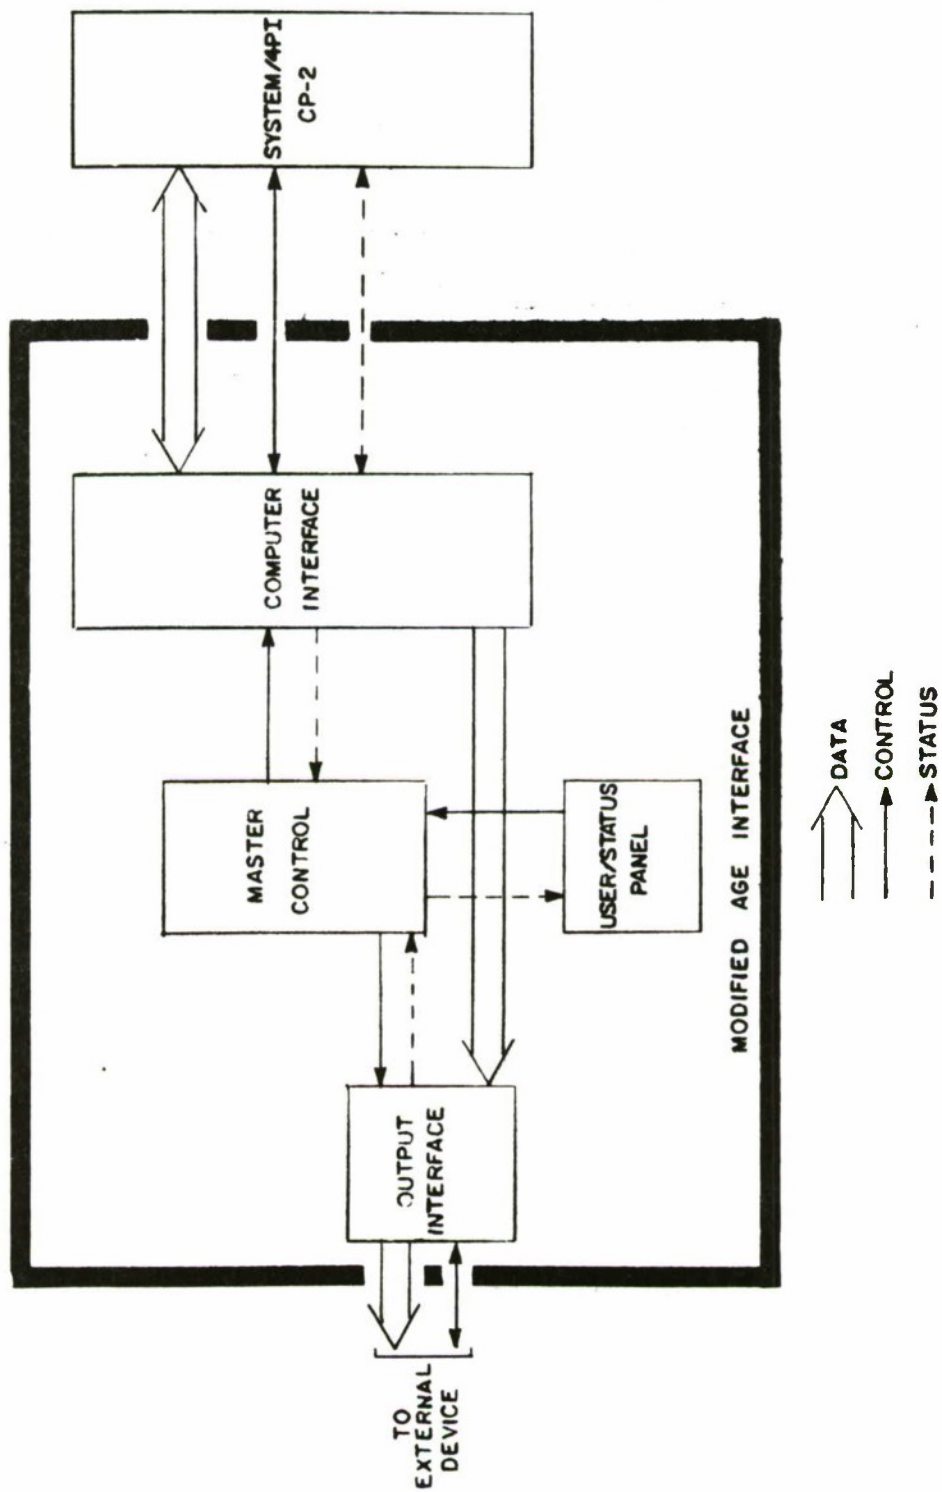 SYSTEM/4PI
CP-2
COMPUTER
INTERFACE
MASTER
CONTROL
USER/STATUS
PANEL
OUTPUT
INTERFACE
TO
EXTERNAL
DEVICE
MODIFIED AGE INTERFACE
DATA
CONTROL
STATUS